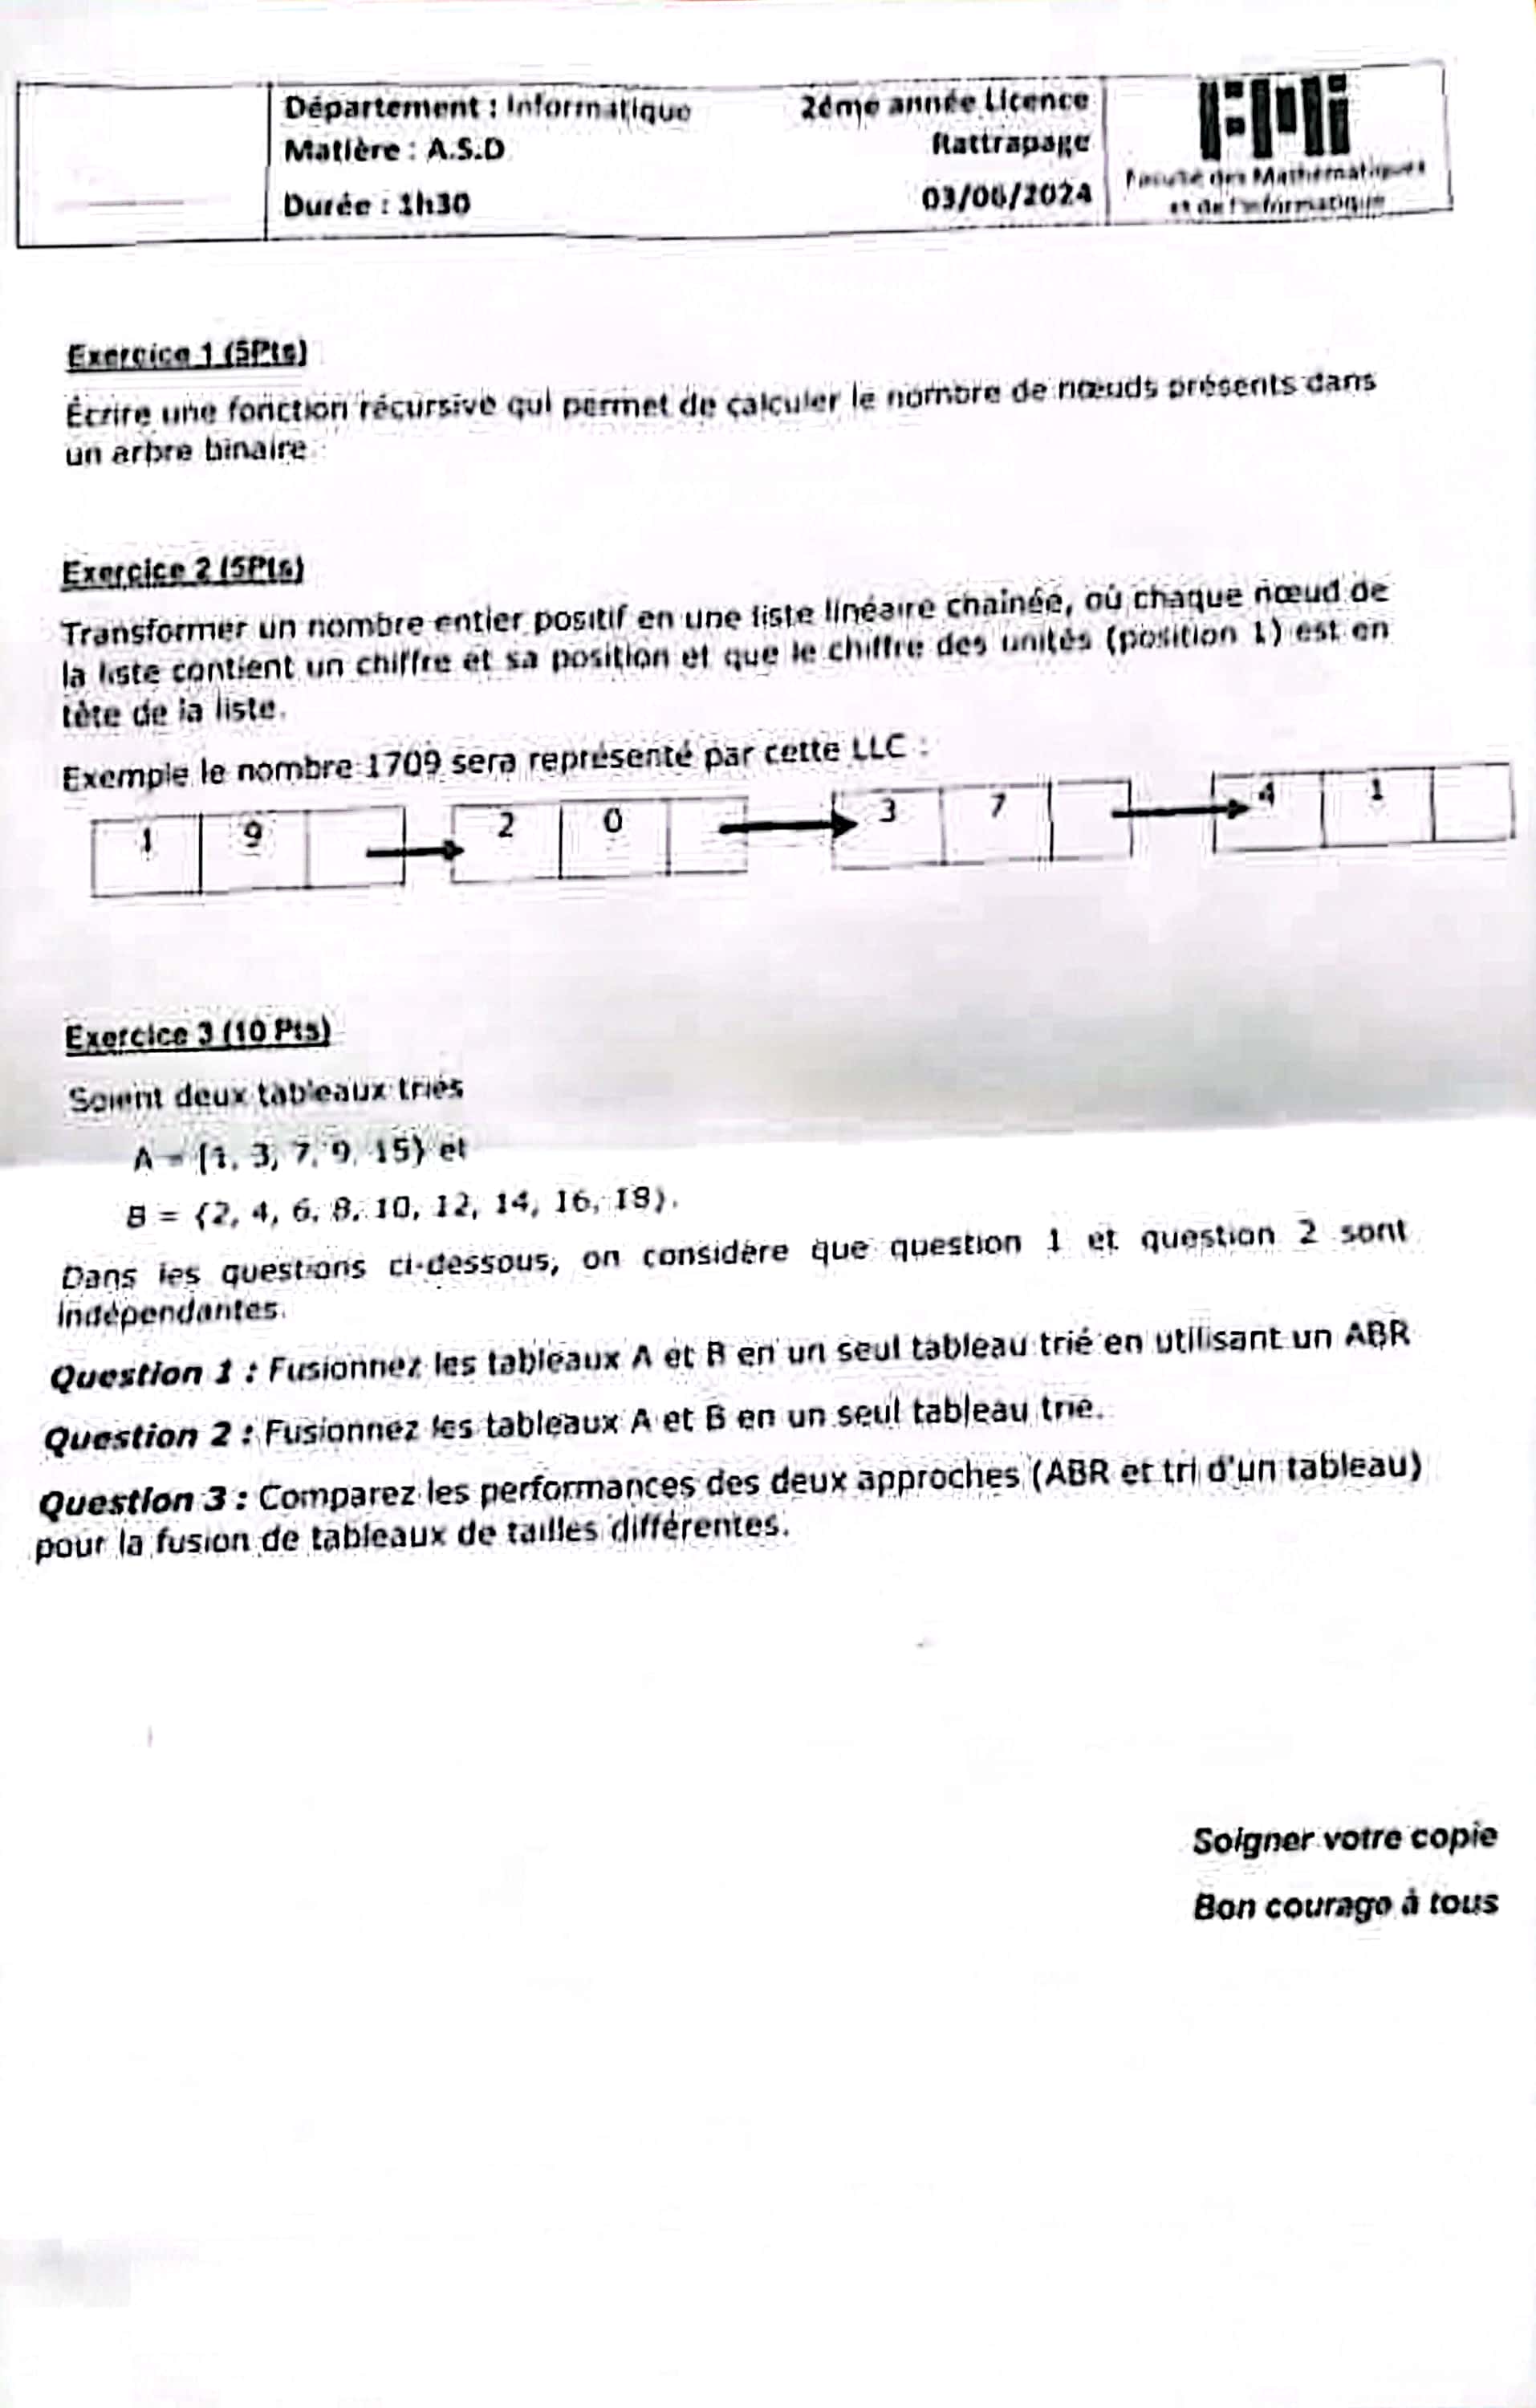 Département : Informatique
2éme année Licence
Matière : A.S.D
Rattrapage
Durée : 1h30
03/06/2024
Faculté des Mathématiques
et de l'informatique
Exercice 1 (5Pts)
Écrire une fonction récursive qui permet de calculer le nombre de nœuds présents dans
un arbre binaire
Exercice 2 (5Pts)
Transformer un nombre entier positif en une liste linéaire chainée, où chaque nœud de
la liste contient un chiffre et sa position et que le chiffre des unités (position 1) est en
tête de la liste.
Exemple le nombre 1709 sera représenté par cette LLC :
1 9 2 0 3 7 4 1
Exercice 3 (10 Pts)
Soient deux tableaux triés
A = {1, 3, 7, 9, 15} et
B = {2, 4, 6, 8, 10, 12, 14, 16, 18}.
Dans les questions ci-dessous, on considère que question 1 et question 2 sont
indépendantes.
Question 1 : Fusionnez les tableaux A et B en un seul tableau trié en utilisant un ABR
Question 2 : Fusionnez les tableaux A et B en un seul tableau trié.
Question 3 : Comparez les performances des deux approches (ABR et tri d'un tableau)
pour la fusion de tableaux de tailles différentes.
Soigner votre copie
Bon courage à tous